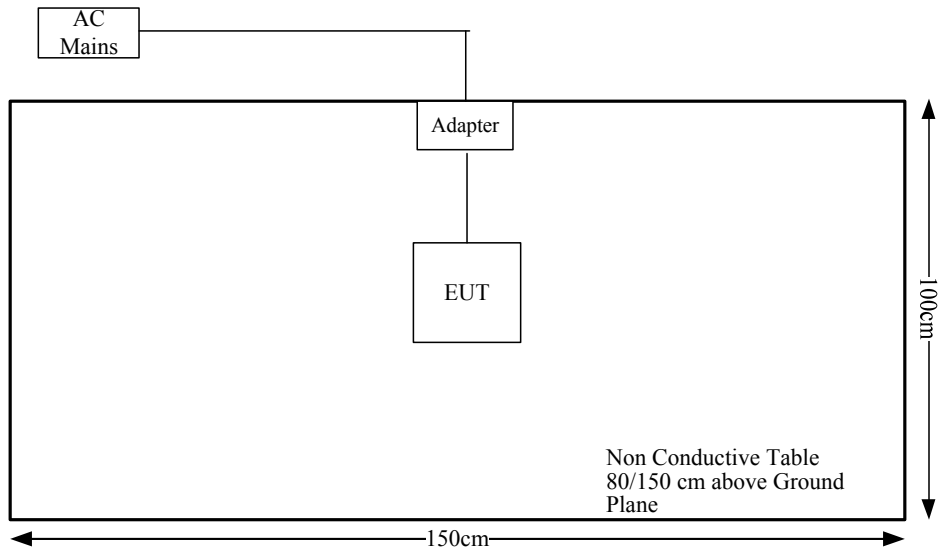 AC
Mains
Adapter
EUT
100cm
Non Conductive Table
80/150 cm above Ground
Plane
150cm